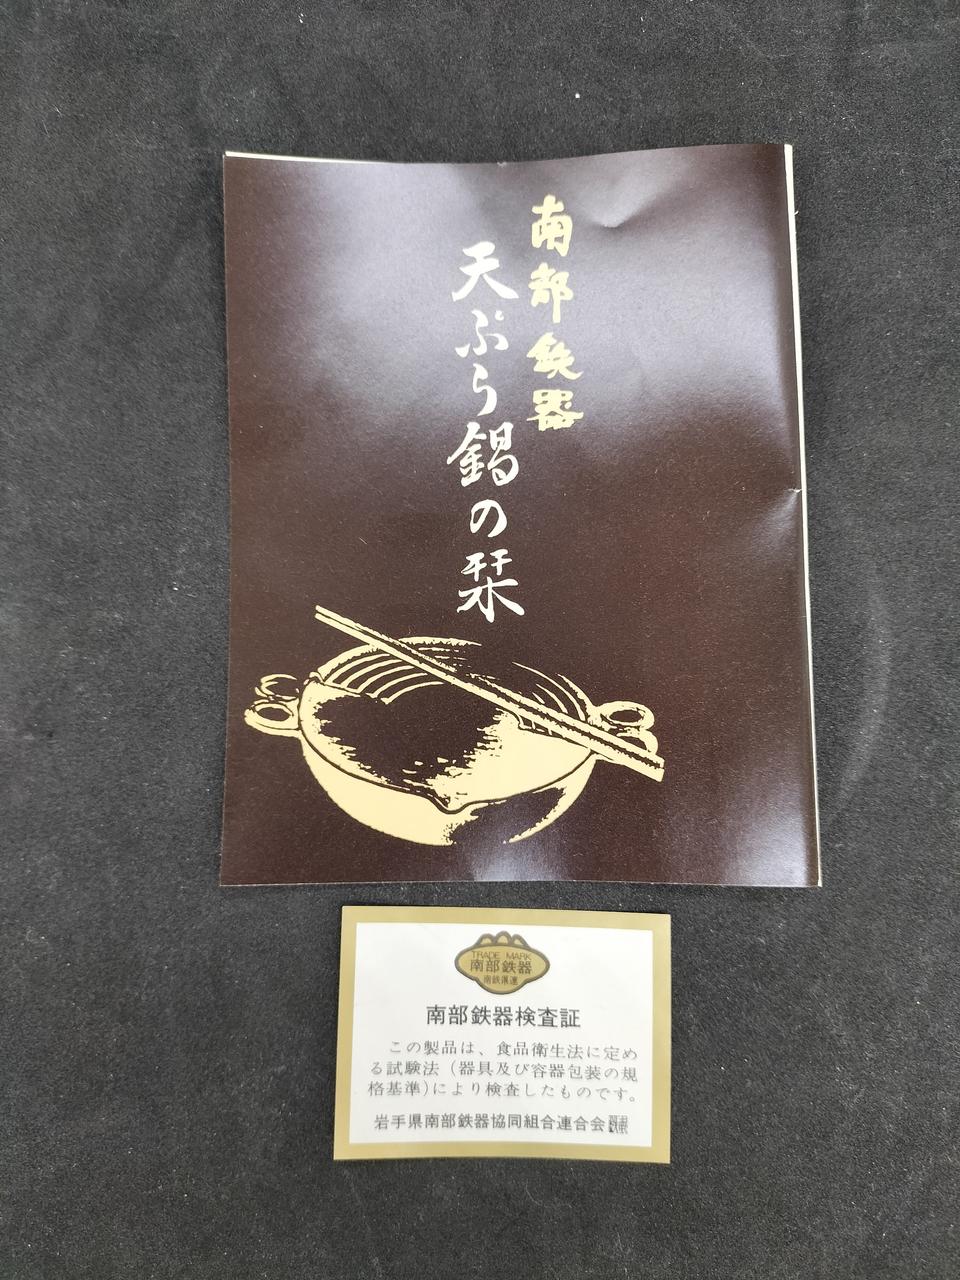 南部鉄器
天ぷら鍋の栞
TRADE MARK
南部鉄器
南鉄県連
南部鉄器検査証
この製品は、食品衛生法に定め
る試験法（器具及び容器包装の規
格基準）により検査したものです。
岩手県南部鉄器協同組合連合会